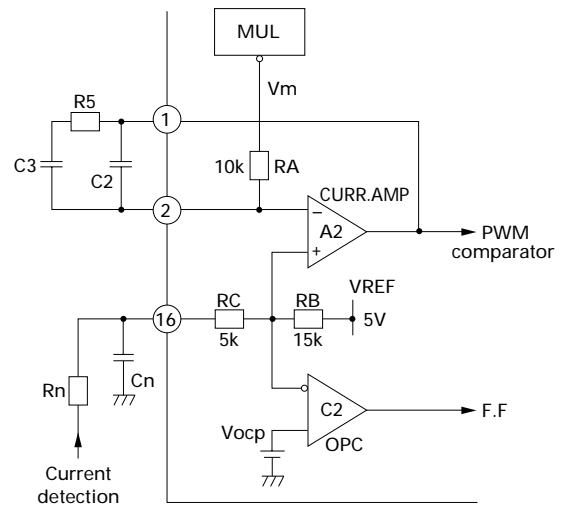 MUL
Vm
R5
1
C3
C2
10k
RA
2
CURR.AMP
−
A2
+
PWM
comparator
VREF
5V
RC
5k
RB
15k
16
Cn
Rn
C2
OPC
Vocp
F.F
Current
detection